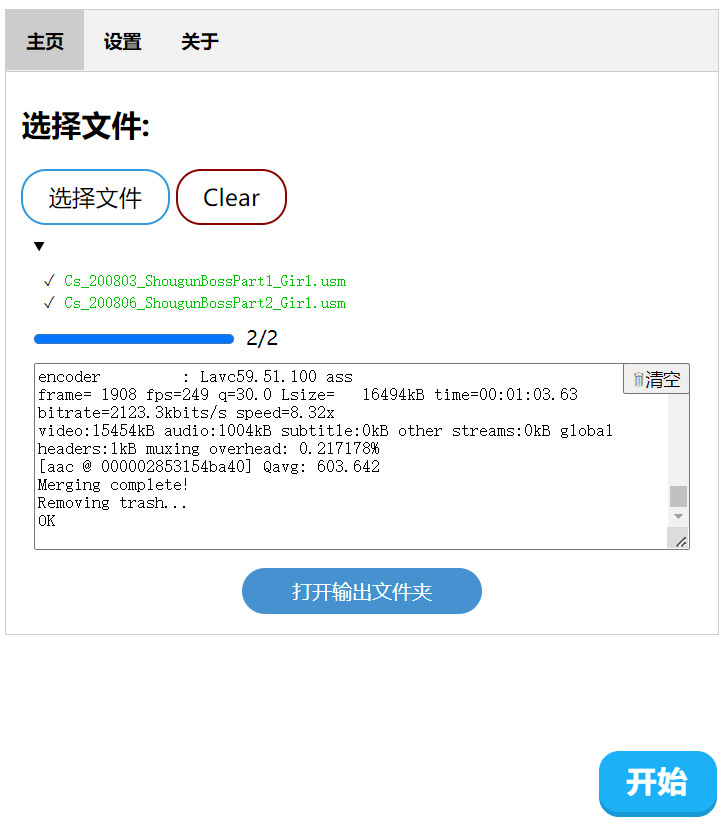 主页 设置 关于
选择文件:
选择文件 Clear
▼
✓ Cs_200803_ShougunBossPart1_Girl.usm
✓ Cs_200806_ShougunBossPart2_Girl.usm
2/2
清空
encoder         : Lavc59.51.100 ass
frame= 1908 fps=249 q=30.0 Lsize=   16494kB time=00:01:03.63
bitrate=2123.3kbits/s speed=8.32x
video:15454kB audio:1004kB subtitle:0kB other streams:0kB global
headers:1kB muxing overhead: 0.217178%
[aac @ 000002853154ba40] Qavg: 603.642
Merging complete!
Removing trash...
OK
打开输出文件夹
开始